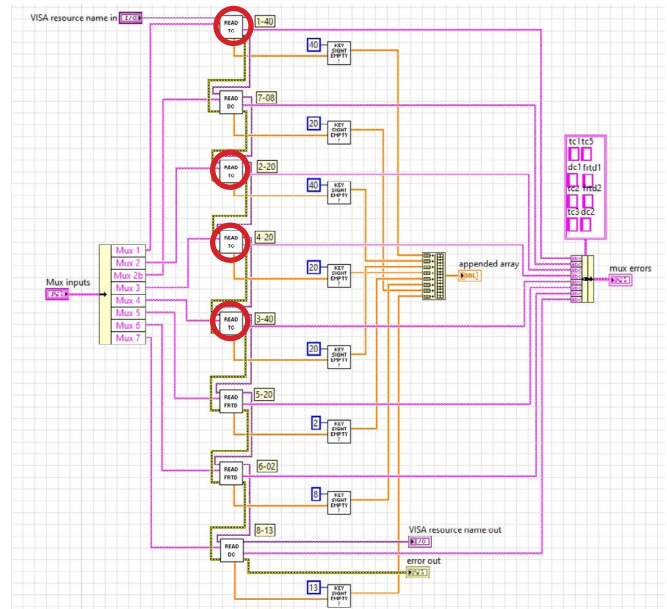 VISA resource name in
I/O
READ TC
1-40
40
KEY SIGHT EMPTY ?
READ DC
7-08
20
KEY SIGHT EMPTY ?
READ TC
2-20
40
KEY SIGHT EMPTY ?
READ TC
4-20
20
KEY SIGHT EMPTY ?
READ TC
3-40
20
KEY SIGHT EMPTY ?
READ FRTD
5-20
2
KEY SIGHT EMPTY ?
READ FRTD
6-02
8
KEY SIGHT EMPTY ?
READ DC
8-13
13
KEY SIGHT EMPTY ?
Mux inputs
Mux 1
Mux 2
Mux 2b
Mux 3
Mux 4
Mux 5
Mux 6
Mux 7
appended array
DBL
tc1 tc5
dc1 frtd1
tc2 frtd2
tc3 dc2
mux errors
VISA resource name out
I/O
error out